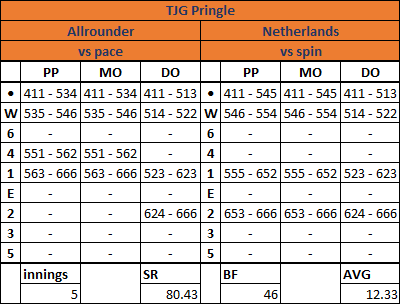 TJG Pringle
Allrounder Netherlands
vs pace vs spin
PP MO DO PP MO DO
• 411 - 534 411 - 534 411 - 513 • 411 - 545 411 - 545 411 - 513
W 535 - 546 535 - 546 514 - 522 W 546 - 554 546 - 554 514 - 522
6 - - - 6 - - -
4 551 - 562 551 - 562 - 4 - - -
1 563 - 666 563 - 666 523 - 623 1 555 - 652 555 - 652 523 - 623
E - - - E - - -
2 - - 624 - 666 2 653 - 666 653 - 666 624 - 666
3 - - - 3 - - -
5 - - - 5 - - -
innings SR BF AVG
5 80.43 46 12.33